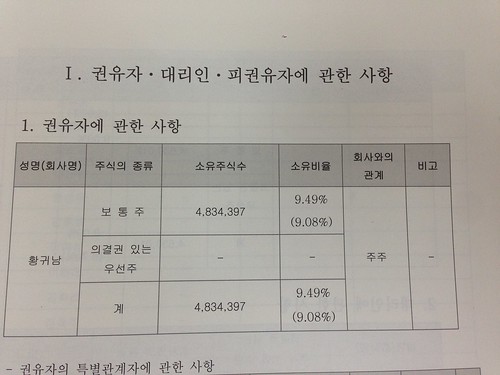 I. 권유자·대리인·피권유자에 관한 사항
1. 권유자에 관한 사항
성명(회사명) 주식의 종류 소유주식수 소유비율 회사와의 관계 비고
황귀남 보 통 주 4,834,397 9.49% (9.08%) 주주 -
의결권 있는 우선주 - -
계 4,834,397 9.49% (9.08%)
- 권유자의 특별관계자에 관한 사항